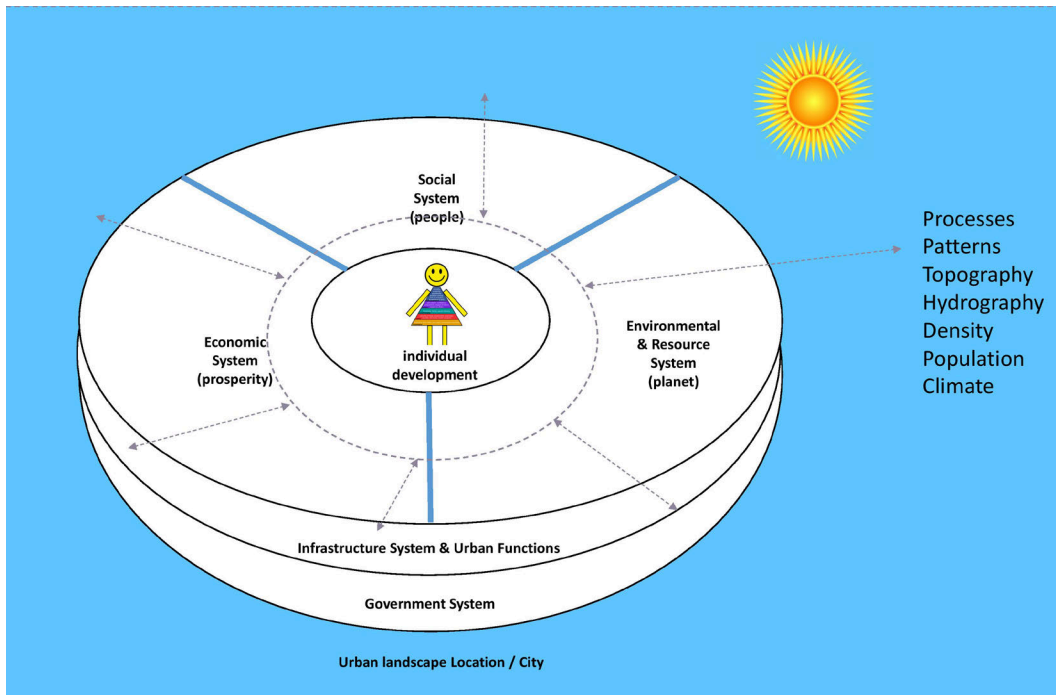 Social
System
(people)
Processes
Patterns
Topography
Hydrography
Density
Population
Climate
Economic
System
(prosperity)
individual
development
Environmental
& Resource
System
(planet)
Infrastructure System & Urban Functions
Government System
Urban landscape Location / City